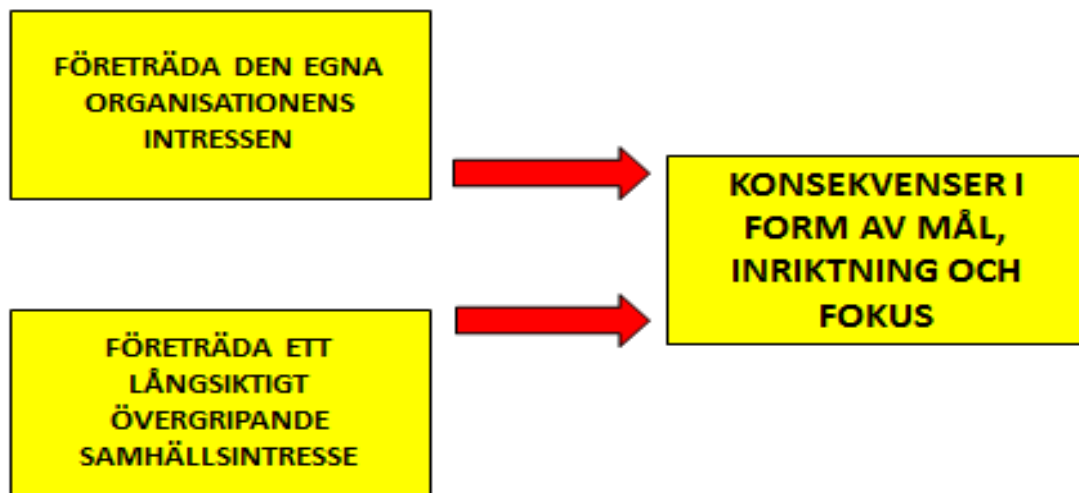 FÖRETRÄDA DEN EGNA
ORGANISATIONENS
INTRESSEN
KONSEKVENSER I
FORM AV MÅL,
INRIKTNING OCH
FOKUS
FÖRETRÄDA ETT
LÅNGSIKTIGT
ÖVERGRIPANDE
SAMHÄLLSINTRESSE